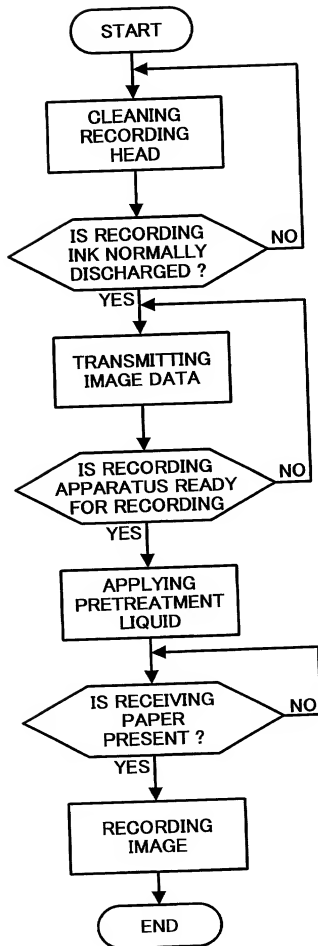 START
CLEANING
RECORDING
HEAD
IS RECORDING
INK NORMALLY
DISCHARGED ?
NO
YES
TRANSMITTING
IMAGE DATA
IS RECORDING
APPARATUS READY
FOR RECORDING
NO
YES
APPLYING
PRETREATMENT
LIQUID
IS RECEIVING
PAPER
PRESENT ?
NO
YES
RECORDING
IMAGE
END